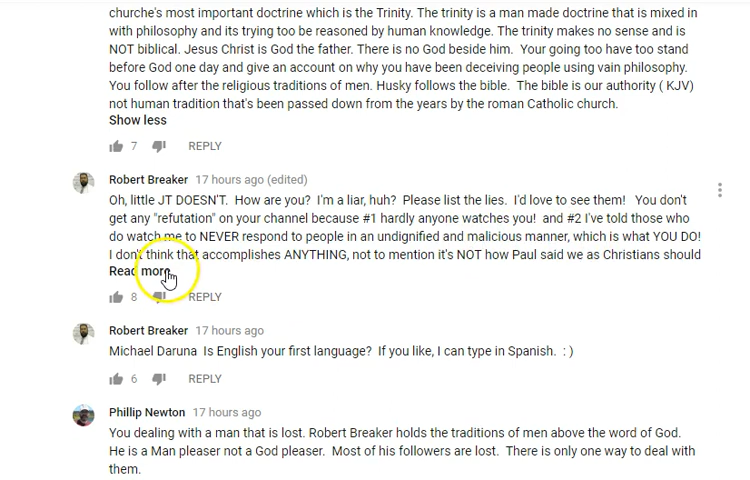 churche's most important doctrine which is the Trinity. The trinity is a man made doctrine that is mixed in
with philosophy and its trying too be reasoned by human knowledge. The trinity makes no sense and is
NOT biblical. Jesus Christ is God the father. There is no God beside him.  Your going too have too stand
before God one day and give an account on why you have been deceiving people using vain philosophy.
You follow after the religious traditions of men. Husky follows the bible.  The bible is our authority ( KJV)
not human tradition that's been passed down from the years by the roman Catholic church.
Show less
7 REPLY
Robert Breaker 17 hours ago (edited)
Oh, little JT DOESN'T.  How are you?  I'm a liar, huh?  Please list the lies.  I'd love to see them!   You don't
get any "refutation" on your channel because #1 hardly anyone watches you!  and #2 I've told those who
do watch me to NEVER respond to people in an undignified and malicious manner, which is what YOU DO!
I don't think that accomplishes ANYTHING, not to mention it's NOT how Paul said we as Christians should
Read more
8 REPLY
Robert Breaker 17 hours ago
Michael Daruna  Is English your first language?  If you like, I can type in Spanish.  : )
6 REPLY
Phillip Newton 17 hours ago
You dealing with a man that is lost. Robert Breaker holds the traditions of men above the word of God.
He is a Man pleaser not a God pleaser.  Most of his followers are lost.  There is only one way to deal with
them.